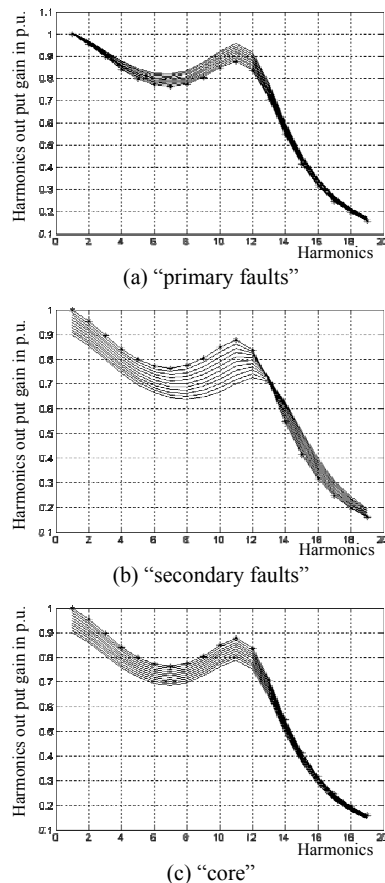 Harmonics out put gain in p.u.
1.1
1
0.9
0.8
0.7
0.6
0.5
0.4
0.3
0.2
0.1
0 2 4 6 8 10 12 14 16 18 20
Harmonics
(a) “primary faults”
Harmonics out put gain in p.u.
1
0.9
0.8
0.7
0.6
0.5
0.4
0.3
0.2
0.1
0 2 4 6 8 10 12 14 16 18 20
Harmonics
(b) “secondary faults”
Harmonics out put gain in p.u.
1
0.9
0.8
0.7
0.6
0.5
0.4
0.3
0.2
0.1
0 2 4 6 8 10 12 14 16 18 20
Harmonics
(c) “core”